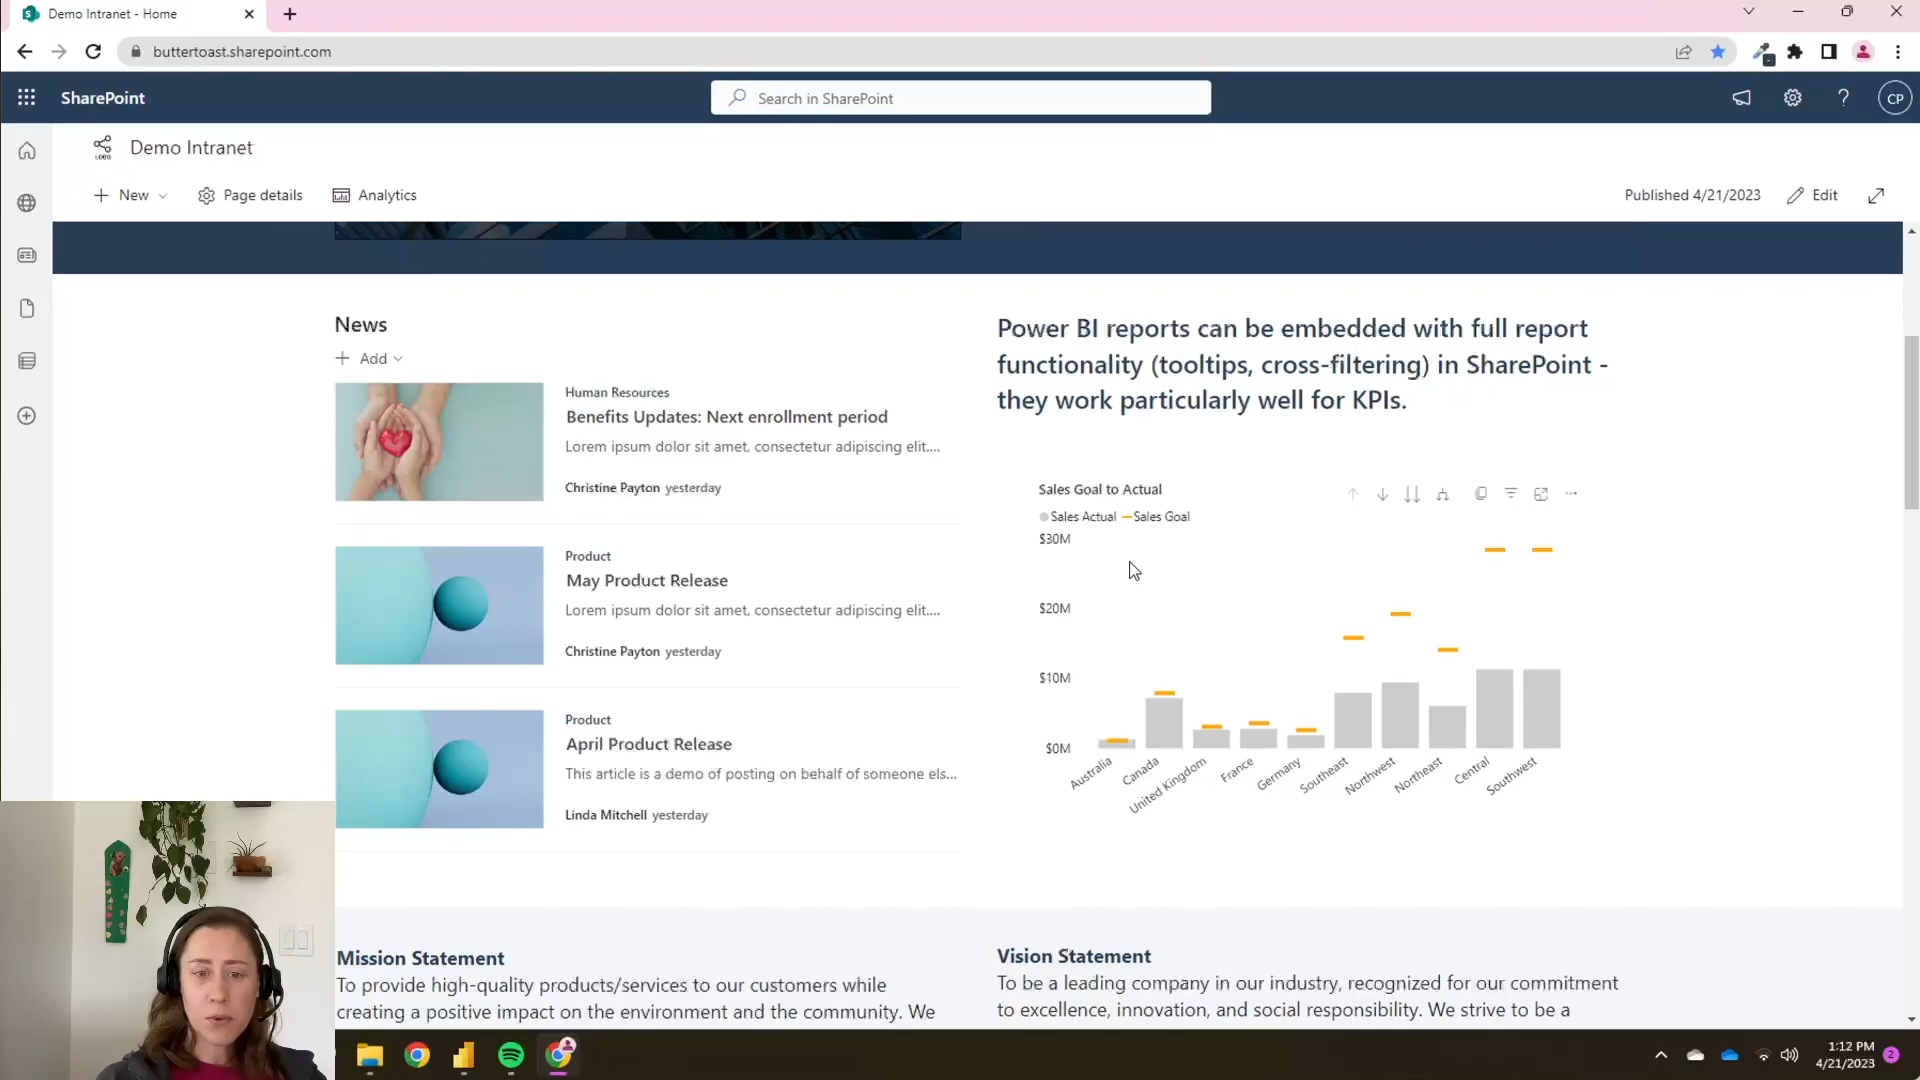 Demo Intranet - Home
buttertoast.sharepoint.com
SharePoint
Search in SharePoint
CP
LOGO
Demo Intranet
New
Page details
Analytics
Published 4/21/2023
Edit
News
Add
Human Resources
Benefits Updates: Next enrollment period
Lorem ipsum dolor sit amet, consectetur adipiscing elit....
Christine Payton yesterday
Product
May Product Release
Lorem ipsum dolor sit amet, consectetur adipiscing elit....
Christine Payton yesterday
Product
April Product Release
This article is a demo of posting on behalf of someone els...
Linda Mitchell yesterday
Power BI reports can be embedded with full report
functionality (tooltips, cross-filtering) in SharePoint -
they work particularly well for KPIs.
Sales Goal to Actual
Sales Actual
Sales Goal
$30M
$20M
$10M
$0M
Australia
Canada
United Kingdom
France
Germany
Southeast
Northwest
Northeast
Central
Southwest
Mission Statement
To provide high-quality products/services to our customers while
creating a positive impact on the environment and the community. We
Vision Statement
To be a leading company in our industry, recognized for our commitment
to excellence, innovation, and social responsibility. We strive to be a
1:12 PM
4/21/2023
2